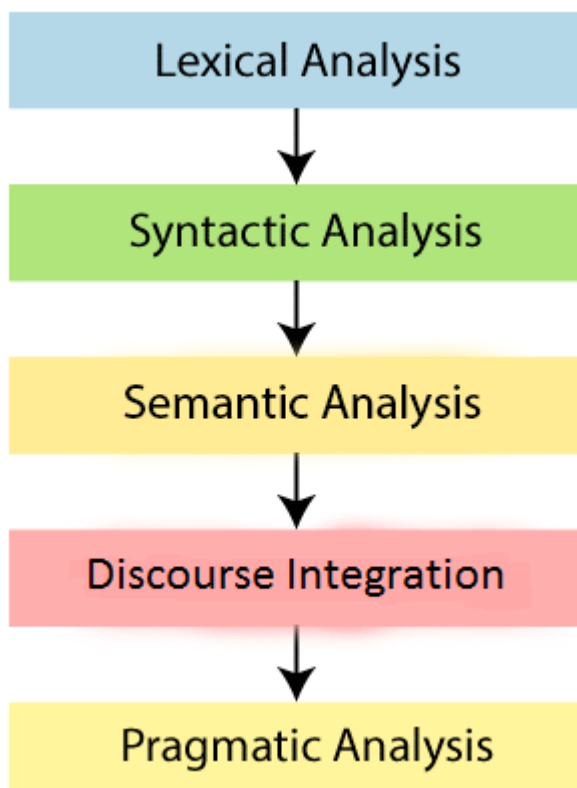 Lexical Analysis
Syntactic Analysis
Semantic Analysis
Discourse Integration
Pragmatic Analysis